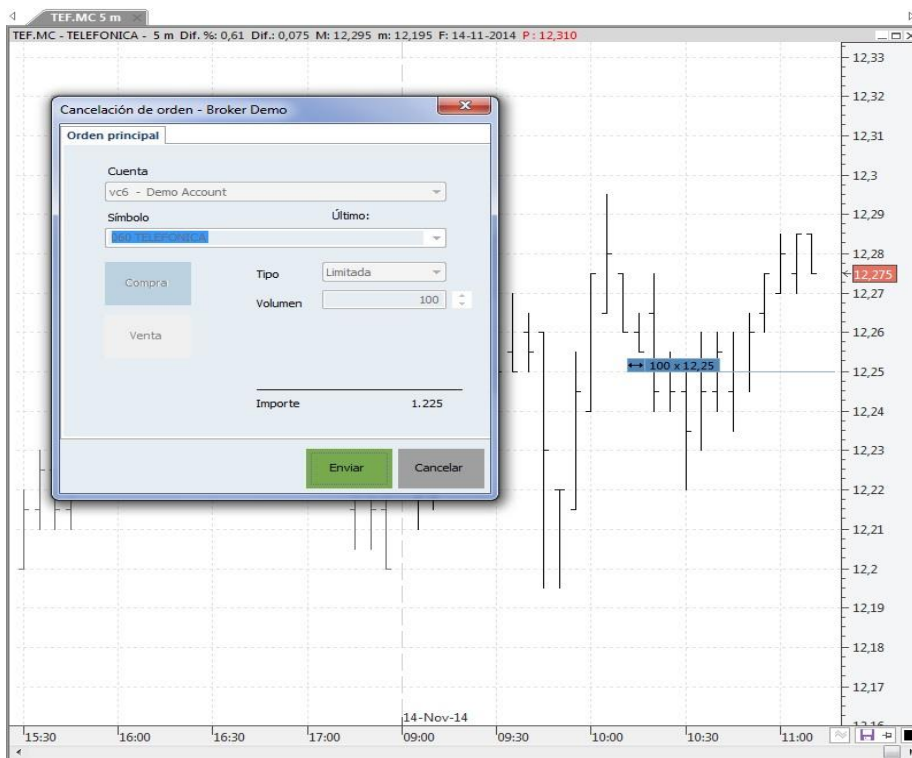 TEF.MC 5 m
TEF.MC - TELEFONICA - 5 m Dif. %: 0,61 Dif.: 0,075 M: 12,295 m: 12,195 F: 14-11-2014 P : 12,310
Cancelación de orden - Broker Demo
Orden principal
Cuenta
vc6 - Demo Account
Símbolo
Último:
060 TELEFONICA
Compra
Tipo
Limitada
Volumen
100
Venta
Importe
1.225
Enviar
Cancelar
100 x 12,25
12,33
12,32
12,31
12,3
12,29
12,28
12,275
12,27
12,26
12,25
12,24
12,23
12,22
12,21
12,2
12,19
12,18
12,17
12,16
14-Nov-14
15:30 16:00 16:30 17:00 09:00 09:30 10:00 10:30 11:00